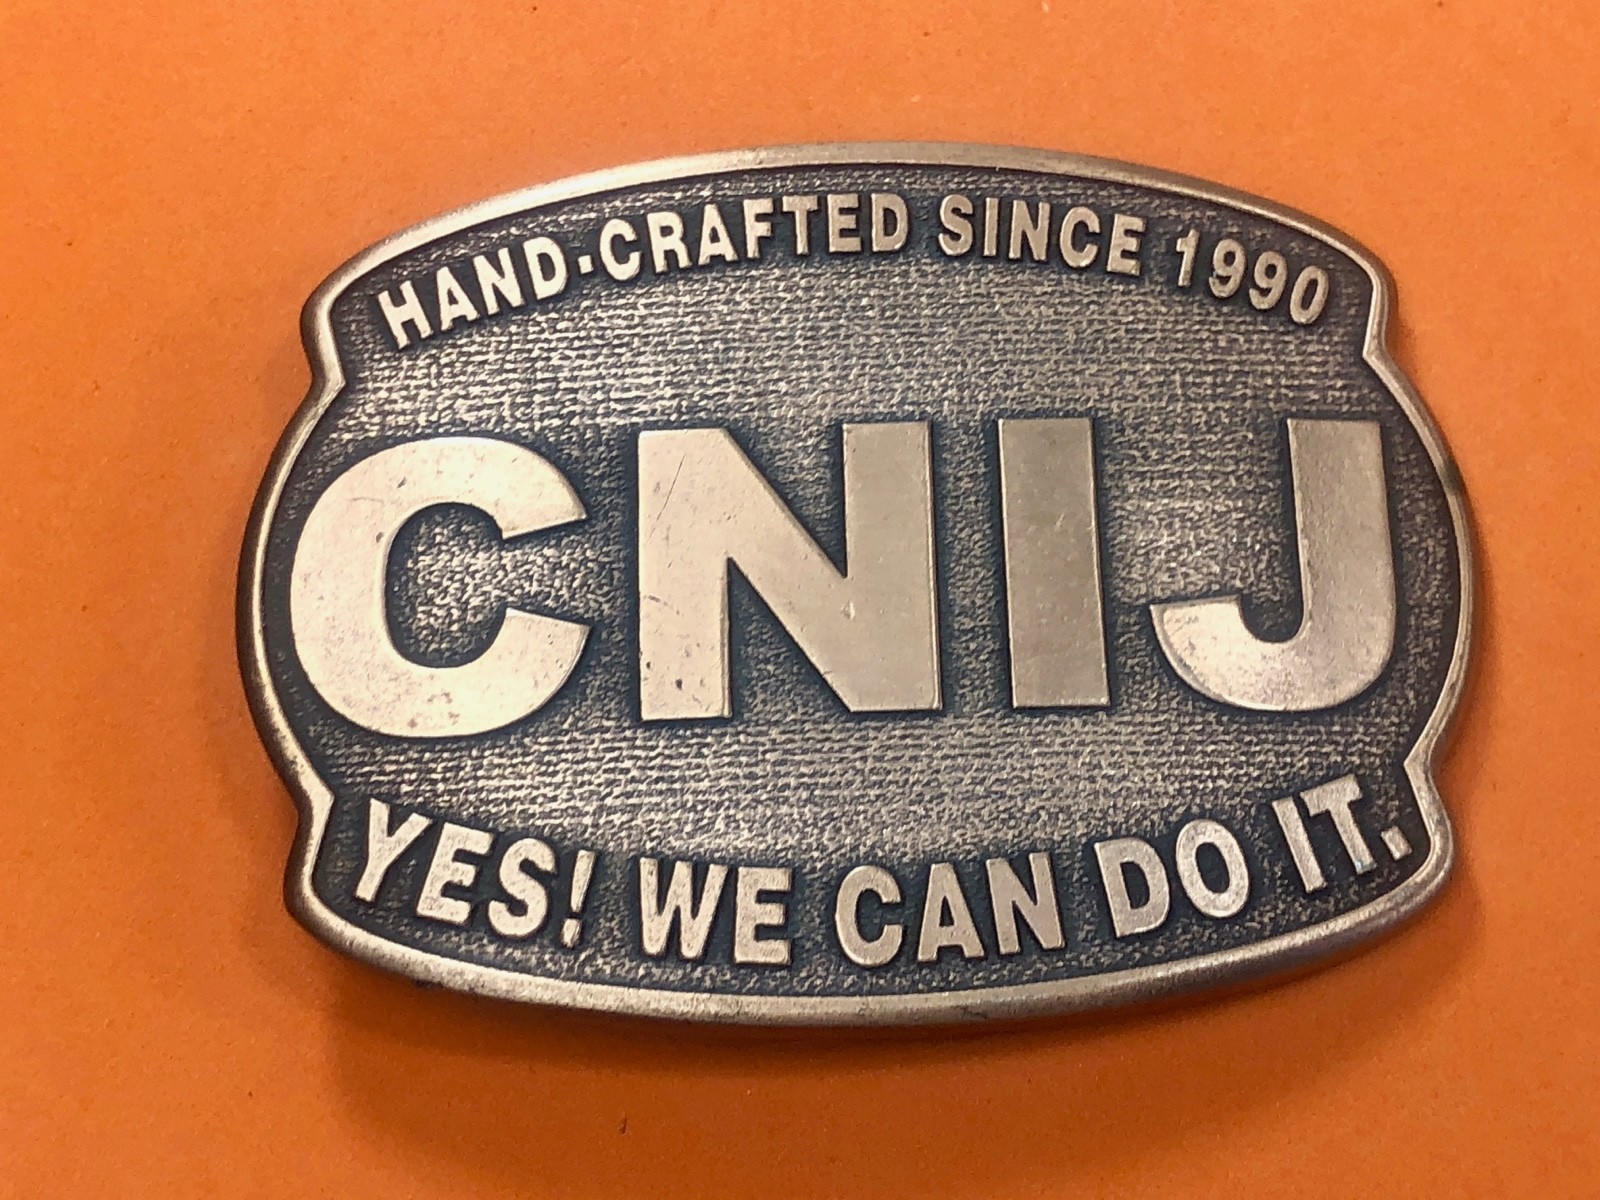 HAND-CRAFTED SINCE 1990
CNIJ
YES! WE CAN DO IT.